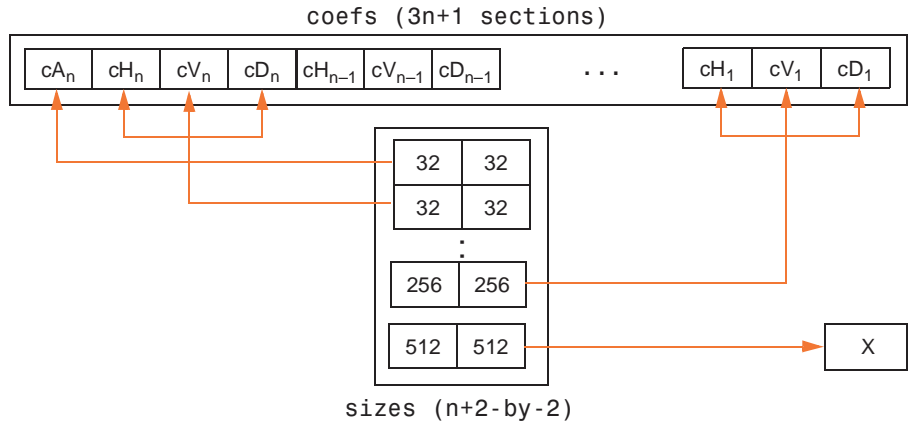 coefs (3n+1 sections)
cAₙ cHₙ cVₙ cDₙ cHₙ₋₁ cVₙ₋₁ cDₙ₋₁ ... cH₁ cV₁ cD₁
32 32
32 32
:
256 256
512 512 X
sizes (n+2-by-2)